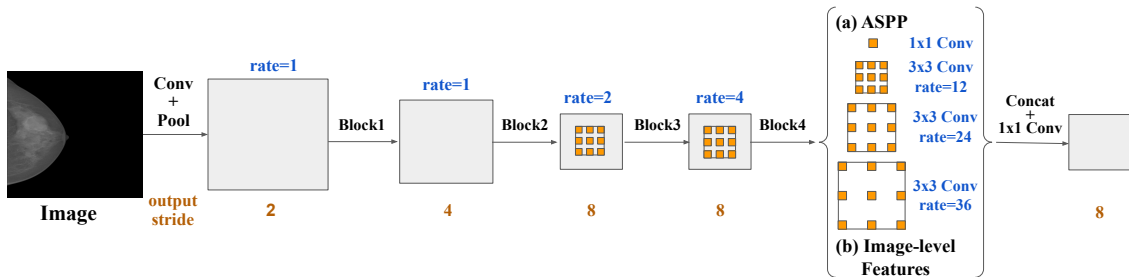 (a) ASPP
1x1 Conv
3x3 Conv
rate=12
3x3 Conv
rate=24
3x3 Conv
rate=36
(b) Image-level
Features
rate=1
rate=1
rate=2
rate=4
Conv
+
Pool
Block1
Block2
Block3
Block4
Concat
+
1x1 Conv
Image
output
stride
2
4
8
8
8